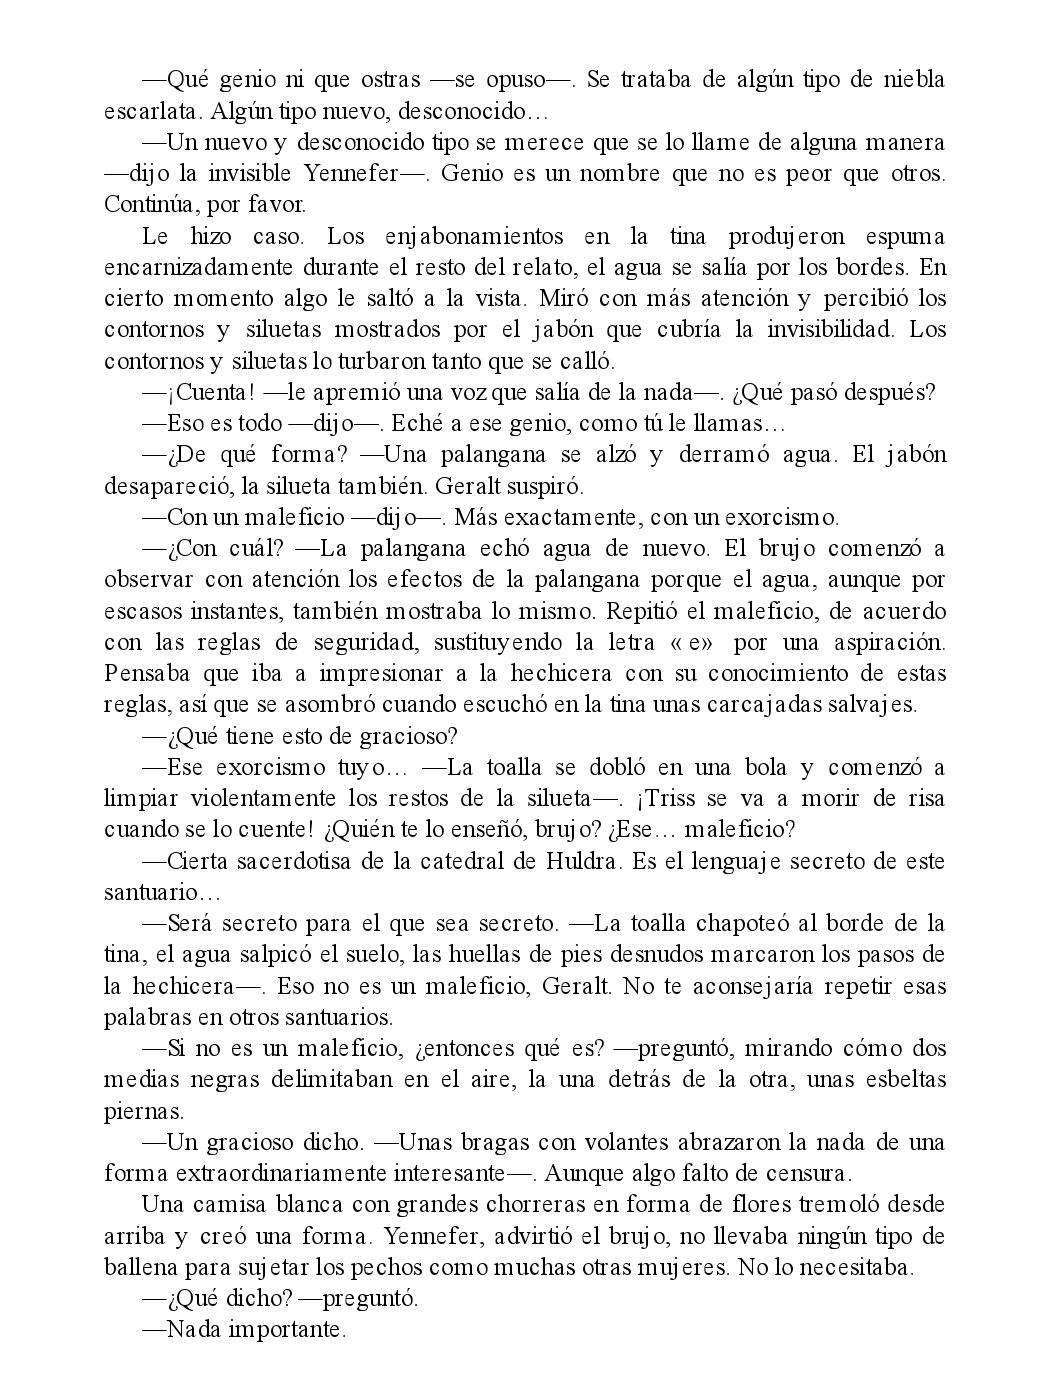 —Qué genio ni que ostras —se opuso—. Se trataba de algún tipo de niebla
escarlata. Algún tipo nuevo, desconocido…
—Un nuevo y desconocido tipo se merece que se lo llame de alguna manera
—dijo la invisible Yennefer—. Genio es un nombre que no es peor que otros.
Continúa, por favor.
Le hizo caso. Los enjabonamientos en la tina produjeron espuma
encarnizadamente durante el resto del relato, el agua se salía por los bordes. En
cierto momento algo le saltó a la vista. Miró con más atención y percibió los
contornos y siluetas mostrados por el jabón que cubría la invisibilidad. Los
contornos y siluetas lo turbaron tanto que se calló.
—¡Cuenta! —le apremió una voz que salía de la nada—. ¿Qué pasó después?
—Eso es todo —dijo—. Eché a ese genio, como tú le llamas…
—¿De qué forma? —Una palangana se alzó y derramó agua. El jabón
desapareció, la silueta también. Geralt suspiró.
—Con un maleficio —dijo—. Más exactamente, con un exorcismo.
—¿Con cuál? —La palangana echó agua de nuevo. El brujo comenzó a
observar con atención los efectos de la palangana porque el agua, aunque por
escasos instantes, también mostraba lo mismo. Repitió el maleficio, de acuerdo
con las reglas de seguridad, sustituyendo la letra «e» por una aspiración.
Pensaba que iba a impresionar a la hechicera con su conocimiento de estas
reglas, así que se asombró cuando escuchó en la tina unas carcajadas salvajes.
—¿Qué tiene esto de gracioso?
—Ese exorcismo tuyo… —La toalla se dobló en una bola y comenzó a
limpiar violentamente los restos de la silueta—. ¡Triss se va a morir de risa
cuando se lo cuente! ¿Quién te lo enseñó, brujo? ¿Ese… maleficio?
—Cierta sacerdotisa de la catedral de Huldra. Es el lenguaje secreto de este
santuario…
—Será secreto para el que sea secreto. —La toalla chapoteó al borde de la
tina, el agua salpicó el suelo, las huellas de pies desnudos marcaron los pasos de
la hechicera—. Eso no es un maleficio, Geralt. No te aconsejaría repetir esas
palabras en otros santuarios.
—Si no es un maleficio, ¿entonces qué es? —preguntó, mirando cómo dos
medias negras delimitaban en el aire, la una detrás de la otra, unas esbeltas
piernas.
—Un gracioso dicho. —Unas bragas con volantes abrazaron la nada de una
forma extraordinariamente interesante—. Aunque algo falto de censura.
Una camisa blanca con grandes chorreras en forma de flores tremoló desde
arriba y creó una forma. Yennefer, advirtió el brujo, no llevaba ningún tipo de
ballena para sujetar los pechos como muchas otras mujeres. No lo necesitaba.
—¿Qué dicho? —preguntó.
—Nada importante.